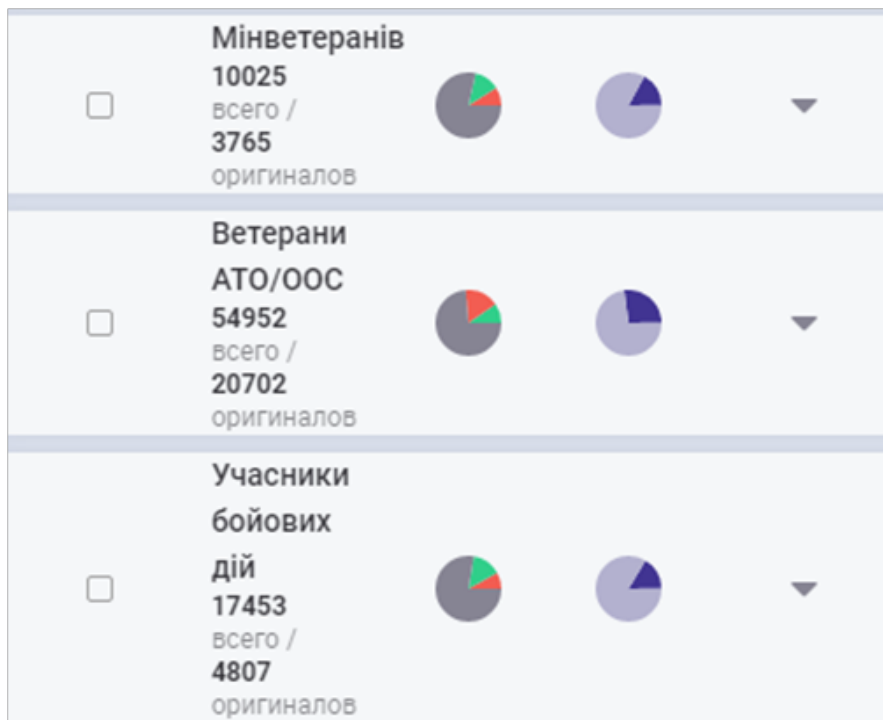 Мінветеранів
10025
всего /
3765
оригиналов
Ветерани
АТО/ООС
54952
всего /
20702
оригиналов
Учасники
бойових
дій
17453
всего /
4807
оригиналов